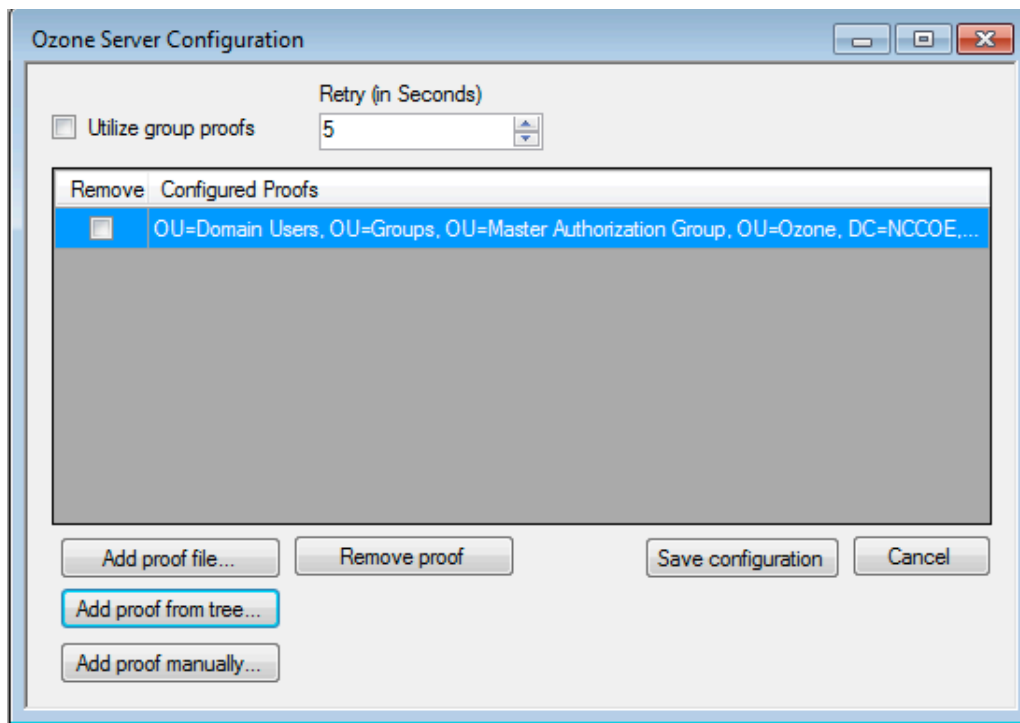 Ozone Server Configuration
Retry (in Seconds)
Utilize group proofs
5
Remove Configured Proofs
OU=Domain Users, OU=Groups, OU=Master Authorization Group, OU=Ozone, DC=NCCOE,...
Add proof file... Remove proof Save configuration Cancel
Add proof from tree...
Add proof manually...